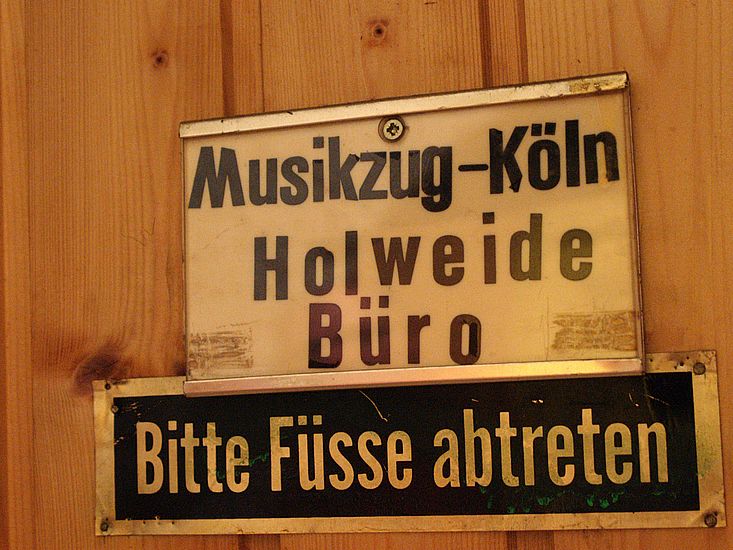 Musikzug-Köln
Holweide
Büro
Bitte Füsse abtreten